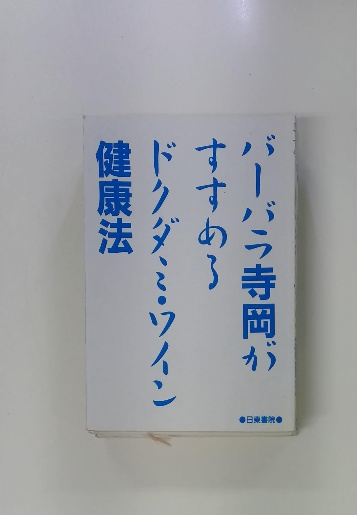 バーバラ寺岡が
すすめる
ドクダミ・ワイン
健康法
●日東書院●